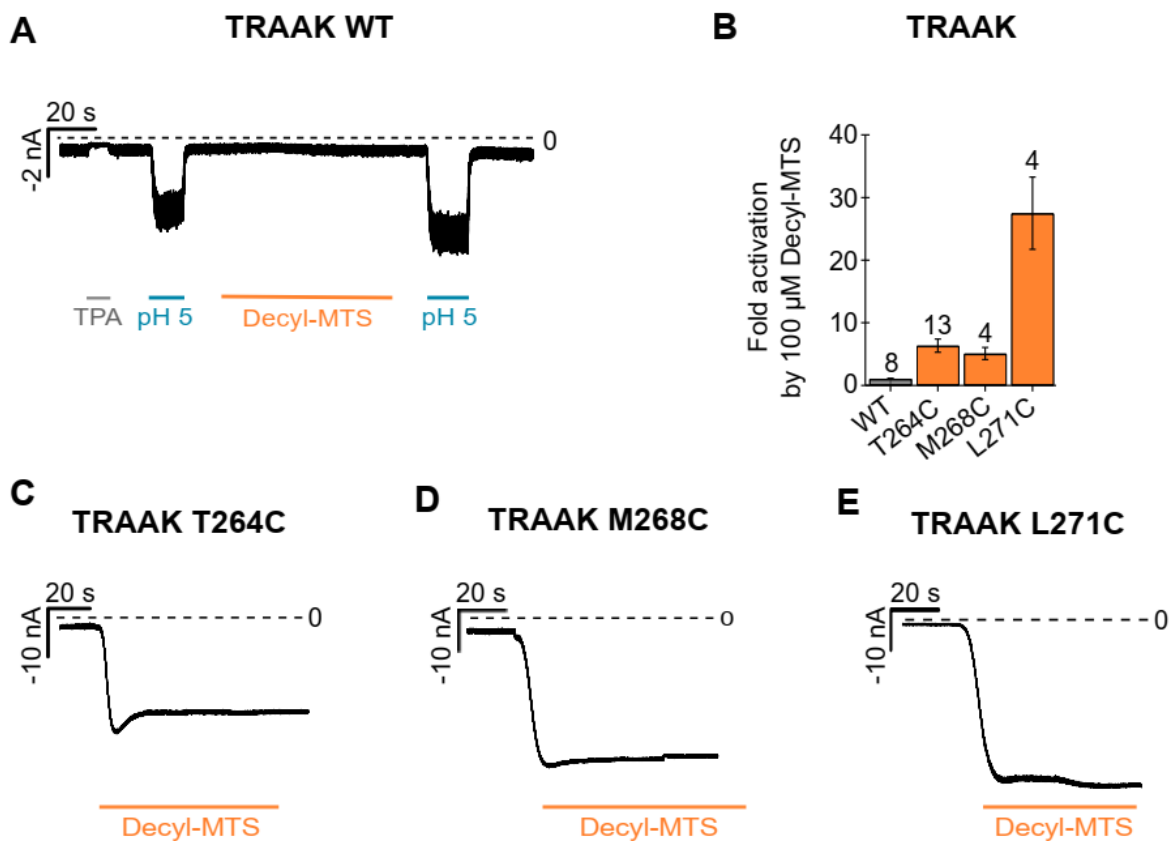 A
TRAAK WT
20 s
-2 nA
0
TPA
pH 5
Decyl-MTS
pH 5
B
TRAAK
Fold activation
by 100 µM Decyl-MTS
40
30
20
10
0
8
13
4
4
WT
T264C
M268C
L271C
C
TRAAK T264C
20 s
-10 nA
0
Decyl-MTS
D
TRAAK M268C
20 s
-10 nA
0
Decyl-MTS
E
TRAAK L271C
20 s
-10 nA
0
Decyl-MTS